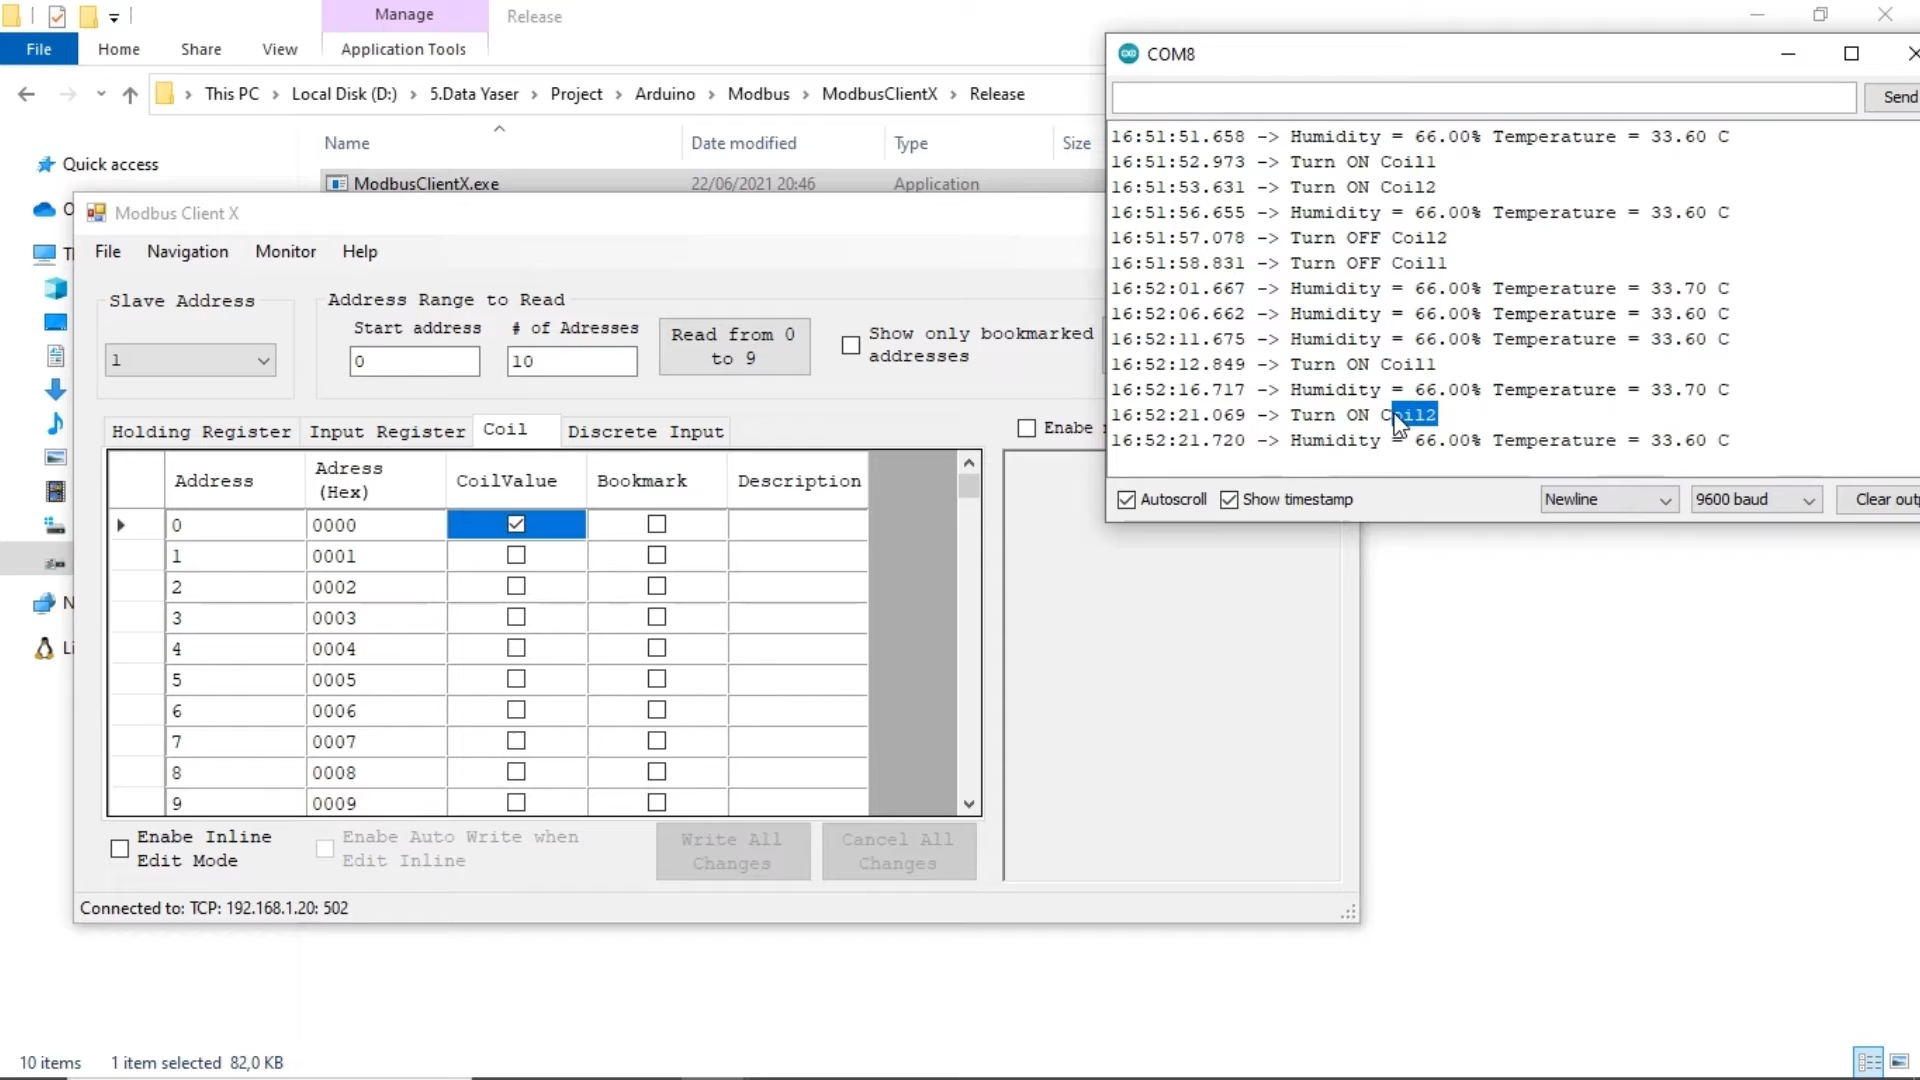 Manage
Release
File
Home
Share
View
Application Tools
This PC
Local Disk (D:)
5.Data Yaser
Project
Arduino
Modbus
ModbusClientX
Release
Name
Date modified
Type
Size
Quick access
ModbusClientX.exe
22/06/2021 20:46
Application
Modbus Client X
File
Navigation
Monitor
Help
Slave Address
1
Address Range to Read
Start address
# of Adresses
0
10
Read from 0
to 9
Show only bookmarked
addresses
Holding Register
Input Register
Coil
Discrete Input
Enabe
Address
Adress
(Hex)
CoilValue
Bookmark
Description
0 0000
1 0001
2 0002
3 0003
4 0004
5 0005
6 0006
7 0007
8 0008
9 0009
Enabe Inline
Edit Mode
Enabe Auto Write when
Edit Inline
Write All
Changes
Cancel All
Changes
Connected to: TCP: 192.168.1.20: 502
COM8
Send
16:51:51.658 -> Humidity = 66.00% Temperature = 33.60 C
16:51:52.973 -> Turn ON Coil1
16:51:53.631 -> Turn ON Coil2
16:51:56.655 -> Humidity = 66.00% Temperature = 33.60 C
16:51:57.078 -> Turn OFF Coil2
16:51:58.831 -> Turn OFF Coil1
16:52:01.667 -> Humidity = 66.00% Temperature = 33.70 C
16:52:06.662 -> Humidity = 66.00% Temperature = 33.60 C
16:52:11.675 -> Humidity = 66.00% Temperature = 33.60 C
16:52:12.849 -> Turn ON Coil1
16:52:16.717 -> Humidity = 66.00% Temperature = 33.70 C
16:52:21.069 -> Turn ON Coil2
16:52:21.720 -> Humidity = 66.00% Temperature = 33.60 C
Autoscroll
Show timestamp
Newline
9600 baud
Clear outp
10 items
1 item selected 82,0 KB